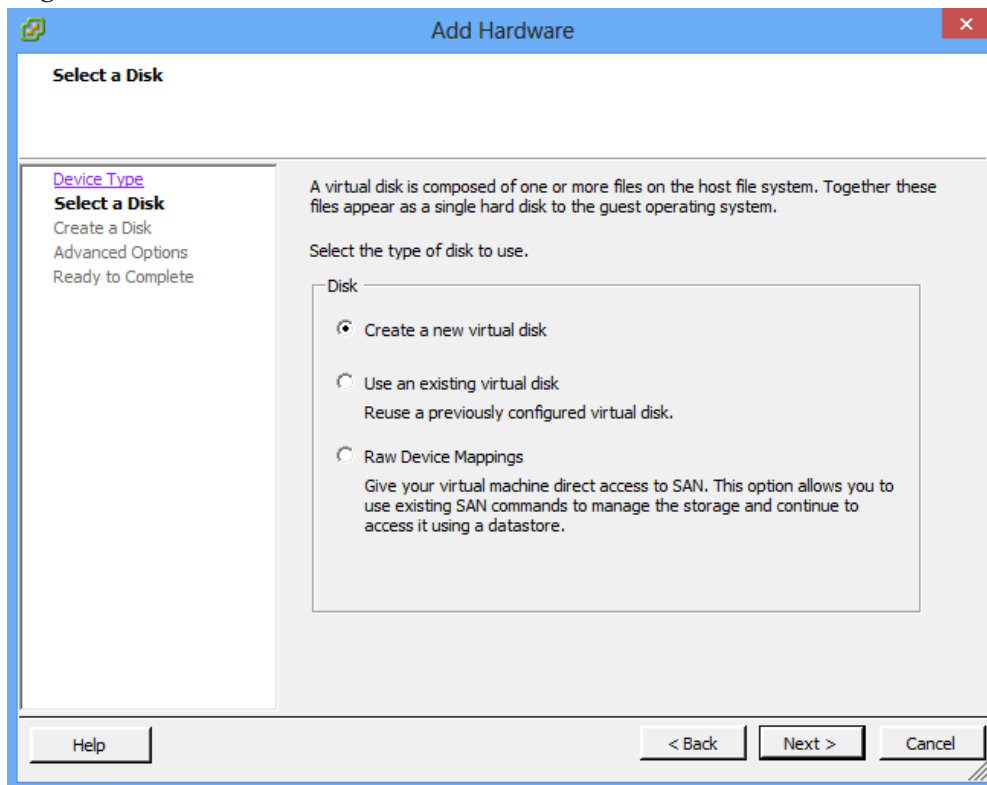 Add Hardware
Select a Disk
Device Type
Select a Disk
Create a Disk
Advanced Options
Ready to Complete
A virtual disk is composed of one or more files on the host file system. Together these
files appear as a single hard disk to the guest operating system.
Select the type of disk to use.
Disk
Create a new virtual disk
Use an existing virtual disk
Reuse a previously configured virtual disk.
Raw Device Mappings
Give your virtual machine direct access to SAN. This option allows you to
use existing SAN commands to manage the storage and continue to
access it using a datastore.
Help
< Back
Next >
Cancel